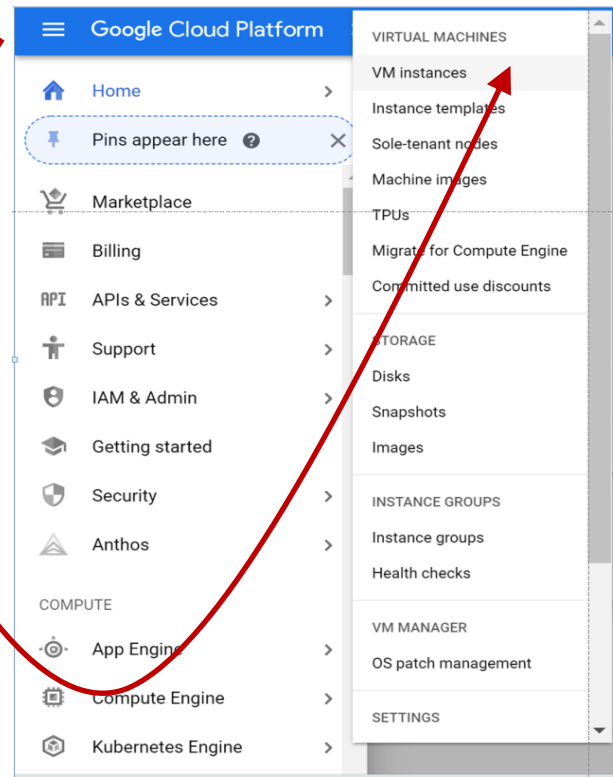 Google Cloud Platform
Home
Pins appear here ?
Marketplace
Billing
API APIs & Services
Support
IAM & Admin
Getting started
Security
Anthos
COMPUTE
App Engine
Compute Engine
Kubernetes Engine
VIRTUAL MACHINES
VM instances
Instance templates
Sole-tenant nodes
Machine images
TPUs
Migrate for Compute Engine
Committed use discounts
STORAGE
Disks
Snapshots
Images
INSTANCE GROUPS
Instance groups
Health checks
VM MANAGER
OS patch management
SETTINGS